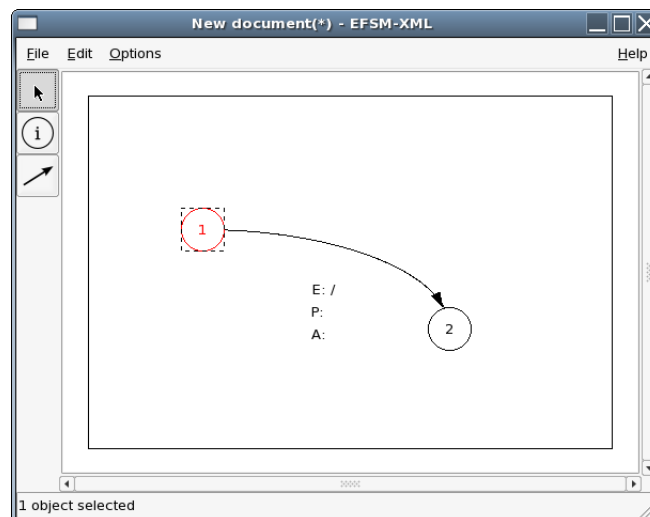 New document(*) - EFSM-XML
File Edit Options Help
i
1
E: /
P:
2
A:
1 object selected